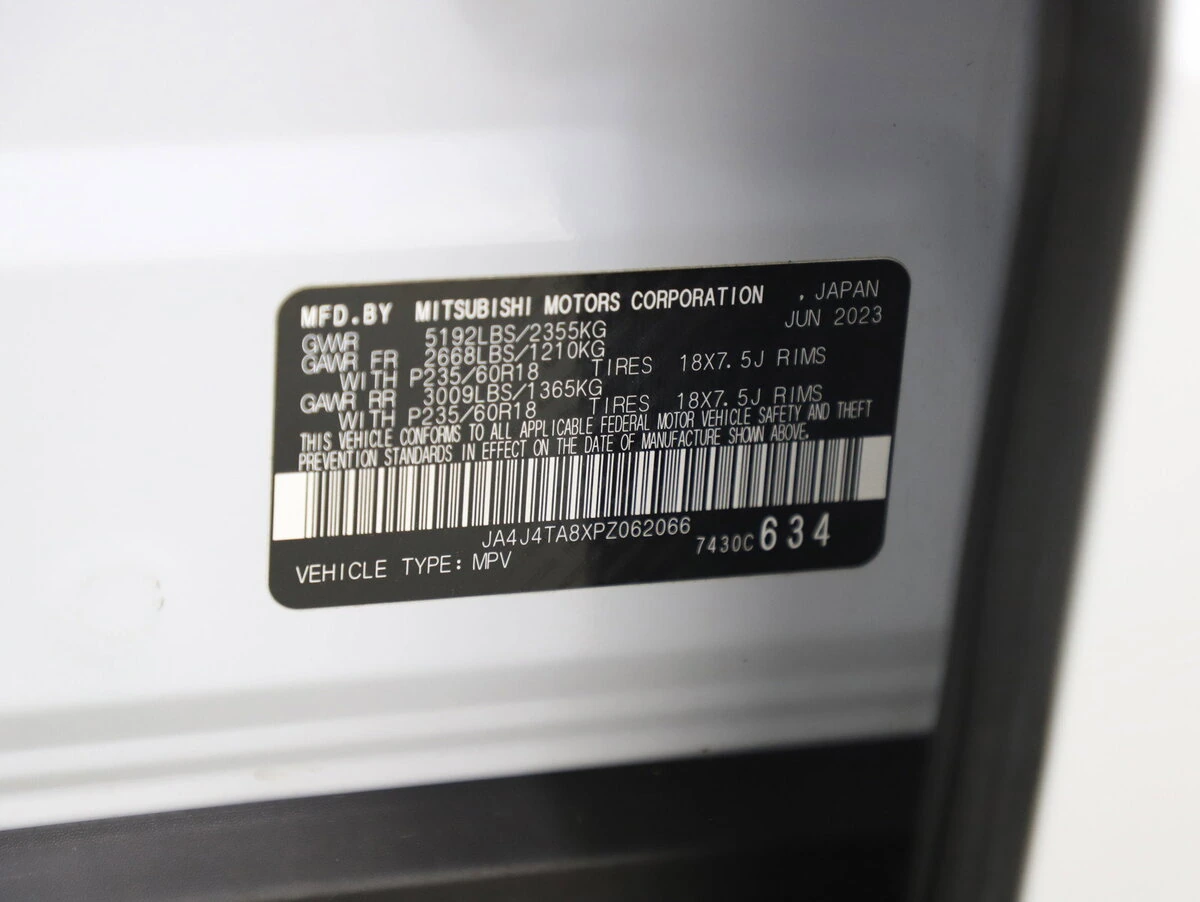 MFD.BY MITSUBISHI MOTORS CORPORATION , JAPAN
JUN 2023
GVWR 5192LBS/2355KG
GAWR FR 2668LBS/1210KG
WITH P235/60R18 TIRES 18X7.5J RIMS
GAWR RR 3009LBS/1365KG
WITH P235/60R18 TIRES 18X7.5J RIMS
THIS VEHICLE CONFORMS TO ALL APPLICABLE FEDERAL MOTOR VEHICLE SAFETY AND THEFT
PREVENTION STANDARDS IN EFFECT ON THE DATE OF MANUFACTURE SHOWN ABOVE.
JA4J4TA8XPZ062066
7430C 634
VEHICLE TYPE: MPV